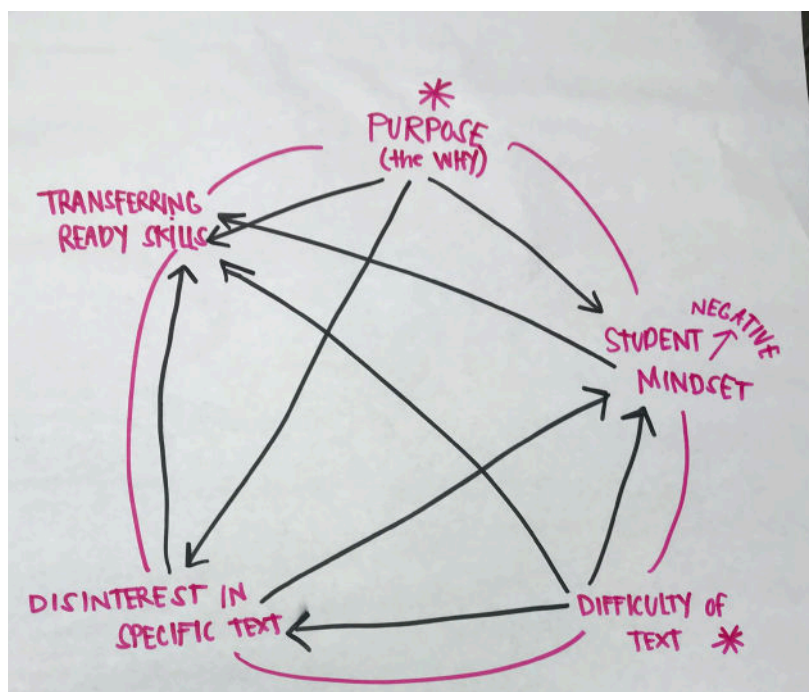 *
PURPOSE
(the WHY)
TRANSFERRING
READY SKILLS
NEGATIVE
STUDENT
MINDSET
DISINTEREST IN
SPECIFIC TEXT
DIFFICULTY OF
TEXT *